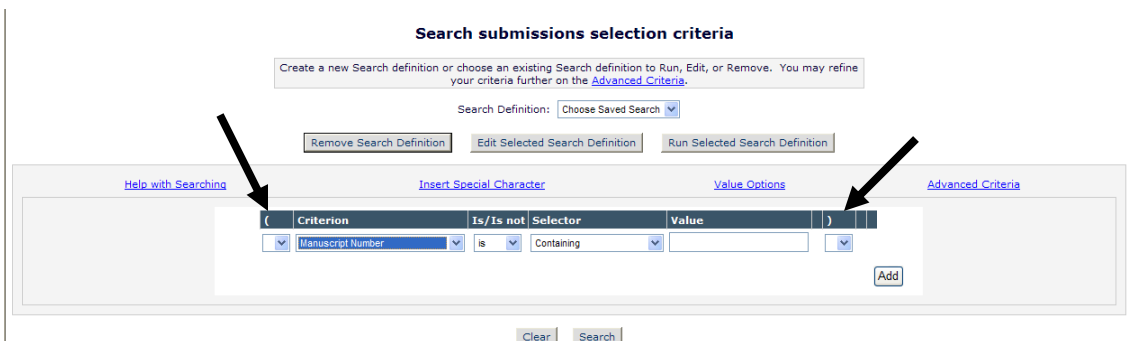 Search submissions selection criteria
Create a new Search definition or choose an existing Search definition to Run, Edit, or Remove. You may refine
your criteria further on the Advanced Criteria.
Search Definition: Choose Saved Search
Remove Search Definition Edit Selected Search Definition Run Selected Search Definition
Help with Searching Insert Special Character Value Options Advanced Criteria
( Criterion Is/Is not Selector Value )
Manuscript Number is Containing
Add
Clear Search